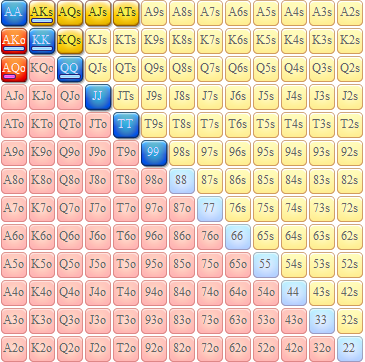 AA AKs AQs AJs ATs A9s A8s A7s A6s A5s A4s A3s A2s
AKo KK KQs KJs KTs K9s K8s K7s K6s K5s K4s K3s K2s
AQo KQo QQ QJs QTs Q9s Q8s Q7s Q6s Q5s Q4s Q3s Q2s
AJo KJo QJo JJ JTs J9s J8s J7s J6s J5s J4s J3s J2s
ATo KTo QTo JTo TT T9s T8s T7s T6s T5s T4s T3s T2s
A9o K9o Q9o J9o T9o 99 98s 97s 96s 95s 94s 93s 92s
A8o K8o Q8o J8o T8o 98o 88 87s 86s 85s 84s 83s 82s
A7o K7o Q7o J7o T7o 97o 87o 77 76s 75s 74s 73s 72s
A6o K6o Q6o J6o T6o 96o 86o 76o 66 65s 64s 63s 62s
A5o K5o Q5o J5o T5o 95o 85o 75o 65o 55 54s 53s 52s
A4o K4o Q4o J4o T4o 94o 84o 74o 64o 54o 44 43s 42s
A3o K3o Q3o J3o T3o 93o 83o 73o 63o 53o 43o 33 32s
A2o K2o Q2o J2o T2o 92o 82o 72o 62o 52o 42o 32o 22